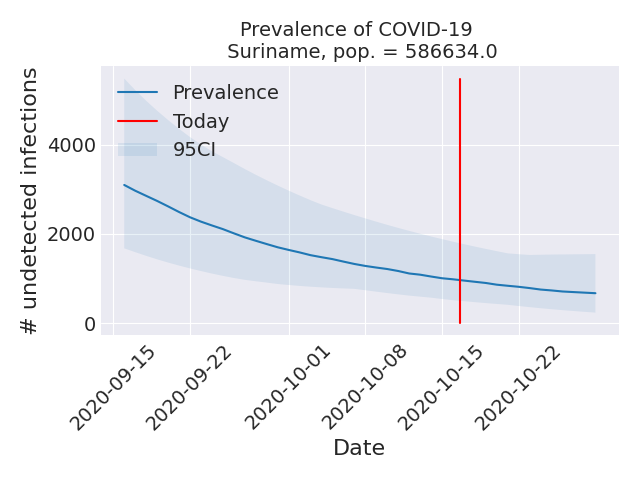 Prevalence of COVID-19
Suriname, pop. = 586634.0
Prevalence
Today
95CI
# undetected infections
4000
2000
0
2020-09-15
2020-09-22
2020-10-01
2020-10-08
2020-10-15
2020-10-22
Date